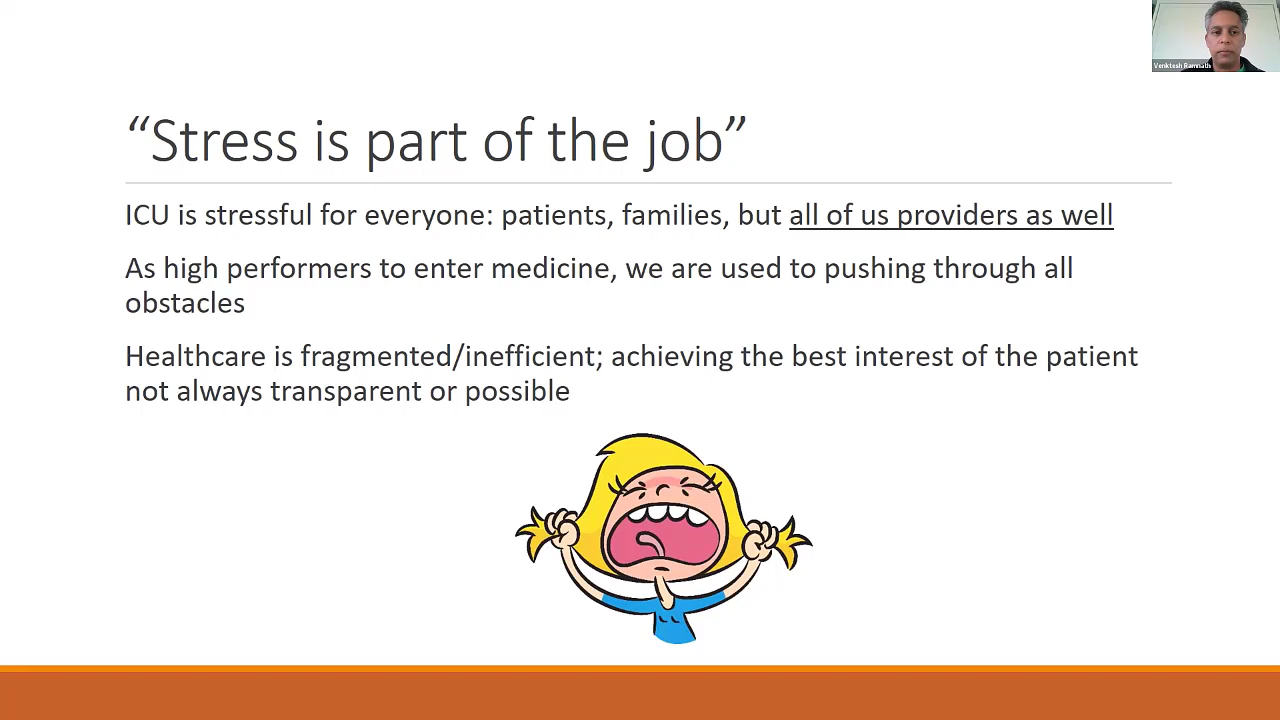 Venktesh Ramnath
“Stress is part of the job”
ICU is stressful for everyone: patients, families, but all of us providers as well
As high performers to enter medicine, we are used to pushing through all
obstacles
Healthcare is fragmented/inefficient; achieving the best interest of the patient
not always transparent or possible